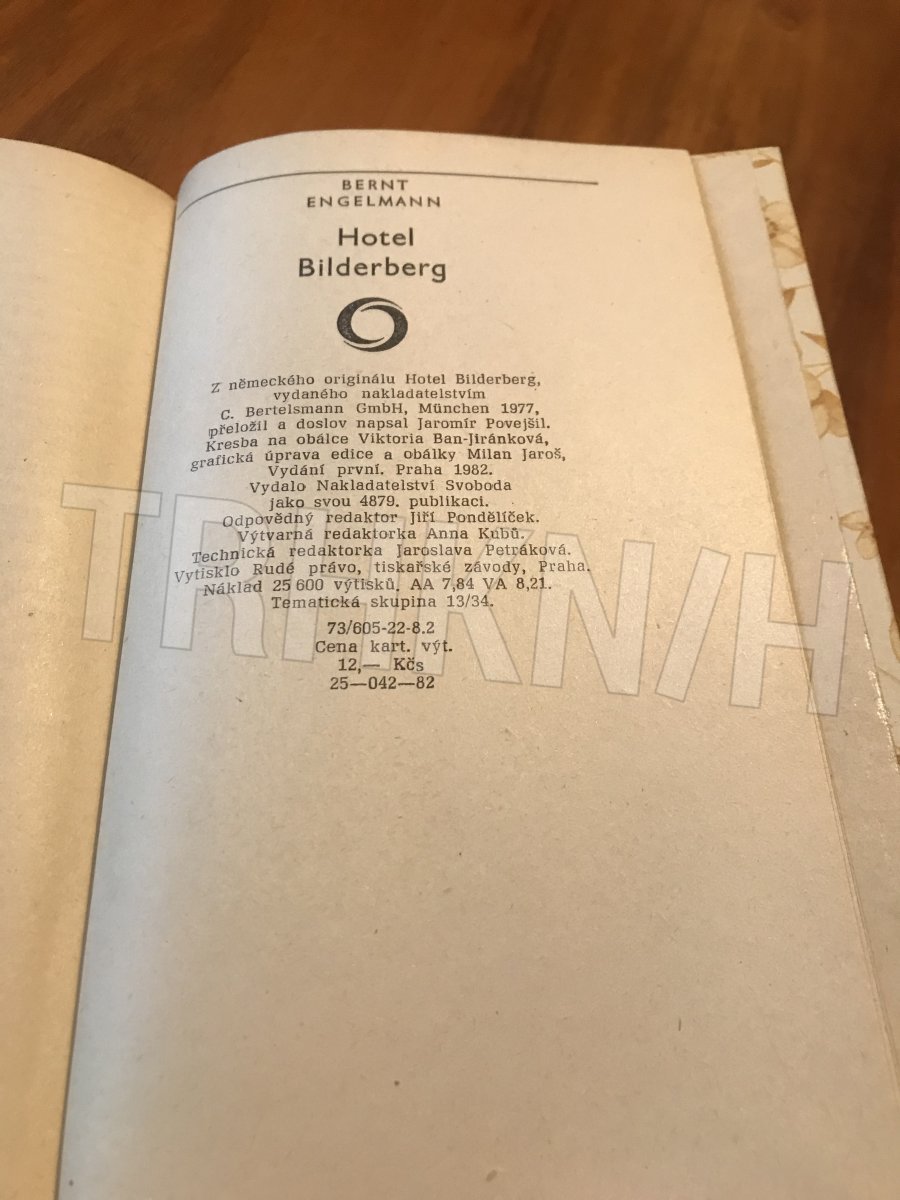 BERNT
ENGELMANN
Hotel
Bilderberg
Z německého originálu Hotel Bilderberg,
vydaného nakladatelstvím
C. Bertelsmann GmbH, München 1977,
přeložil a doslov napsal Jaromír Povejšil.
Kresba na obálce Viktoria Ban-Jiránková,
grafická úprava edice a obálky Milan Jaroš,
Vydání první. Praha 1982.
Vydalo Nakladatelství Svoboda
jako svou 4879. publikaci.
Odpovědný redaktor Jiří Pondělíček.
Výtvarná redaktorka Anna Kubů.
Technická redaktorka Jaroslava Petráková.
Vytisklo Rudé právo, tiskařské závody, Praha.
Náklad 25 600 výtisků. AA 7,84 VA 8,21.
Tematická skupina 13/34.
73/605-22-8.2
Cena kart. výt.
12,— Kčs
25—042—82